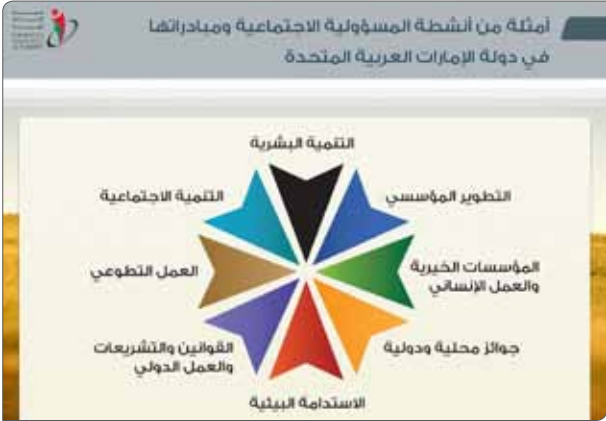 أمثلة من أنشطة المسؤولية الاجتماعية ومبادراتها
في دولة الإمارات العربية المتحدة
التنمية البشرية
التطوير المؤسسي
المؤسسات الخيرية
والعمل الإنساني
جوائز محلية ودولية
الاستدامة البيئية
القوانين والتشريعات
والعمل الدولي
العمل التطوعي
التنمية الاجتماعية